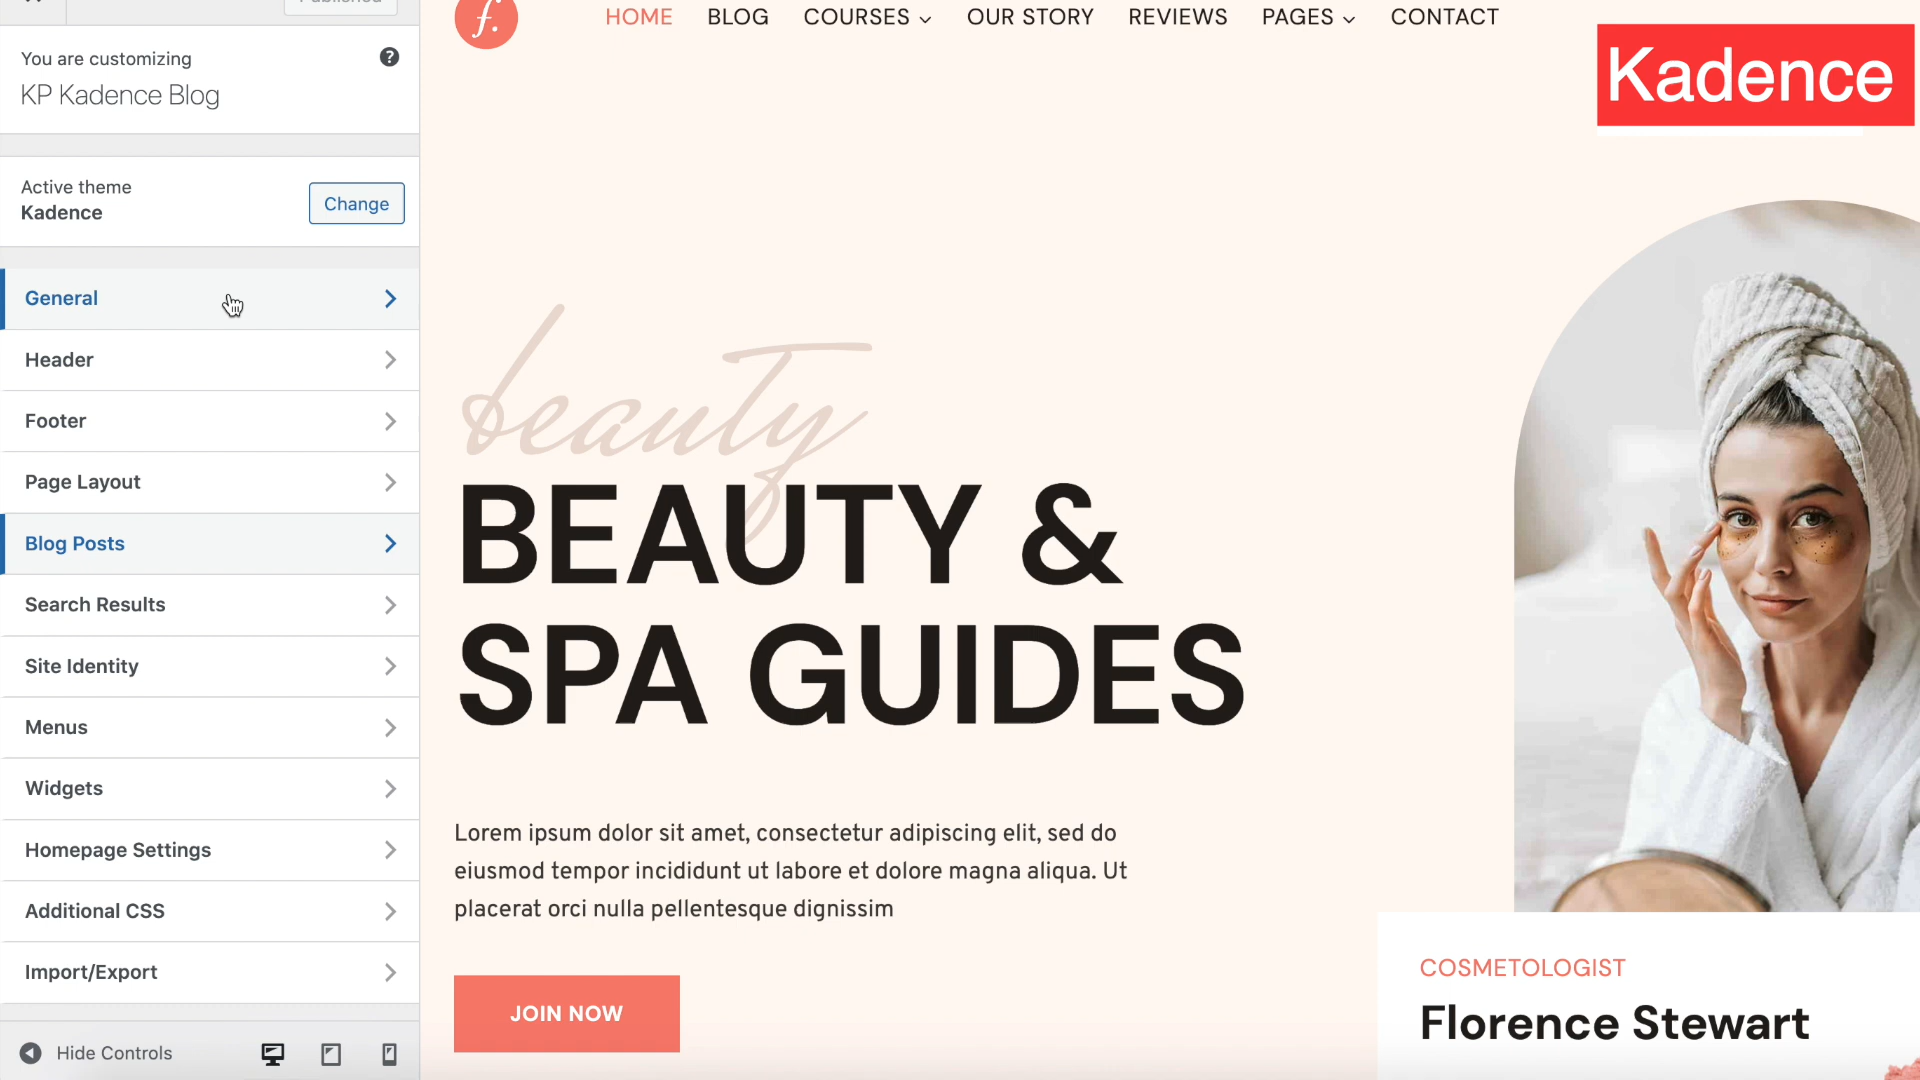 Published
You are customizing
KP Kadence Blog
Active theme
Kadence
Change
General
Header
Footer
Page Layout
Blog Posts
Search Results
Site Identity
Menus
Widgets
Homepage Settings
Additional CSS
Import/Export
Hide Controls
f.
HOME BLOG COURSES OUR STORY REVIEWS PAGES CONTACT
Kadence
beauty
BEAUTY &
SPA GUIDES
Lorem ipsum dolor sit amet, consectetur adipiscing elit, sed do
eiusmod tempor incididunt ut labore et dolore magna aliqua. Ut
placerat orci nulla pellentesque dignissim
JOIN NOW
COSMETOLOGIST
Florence Stewart